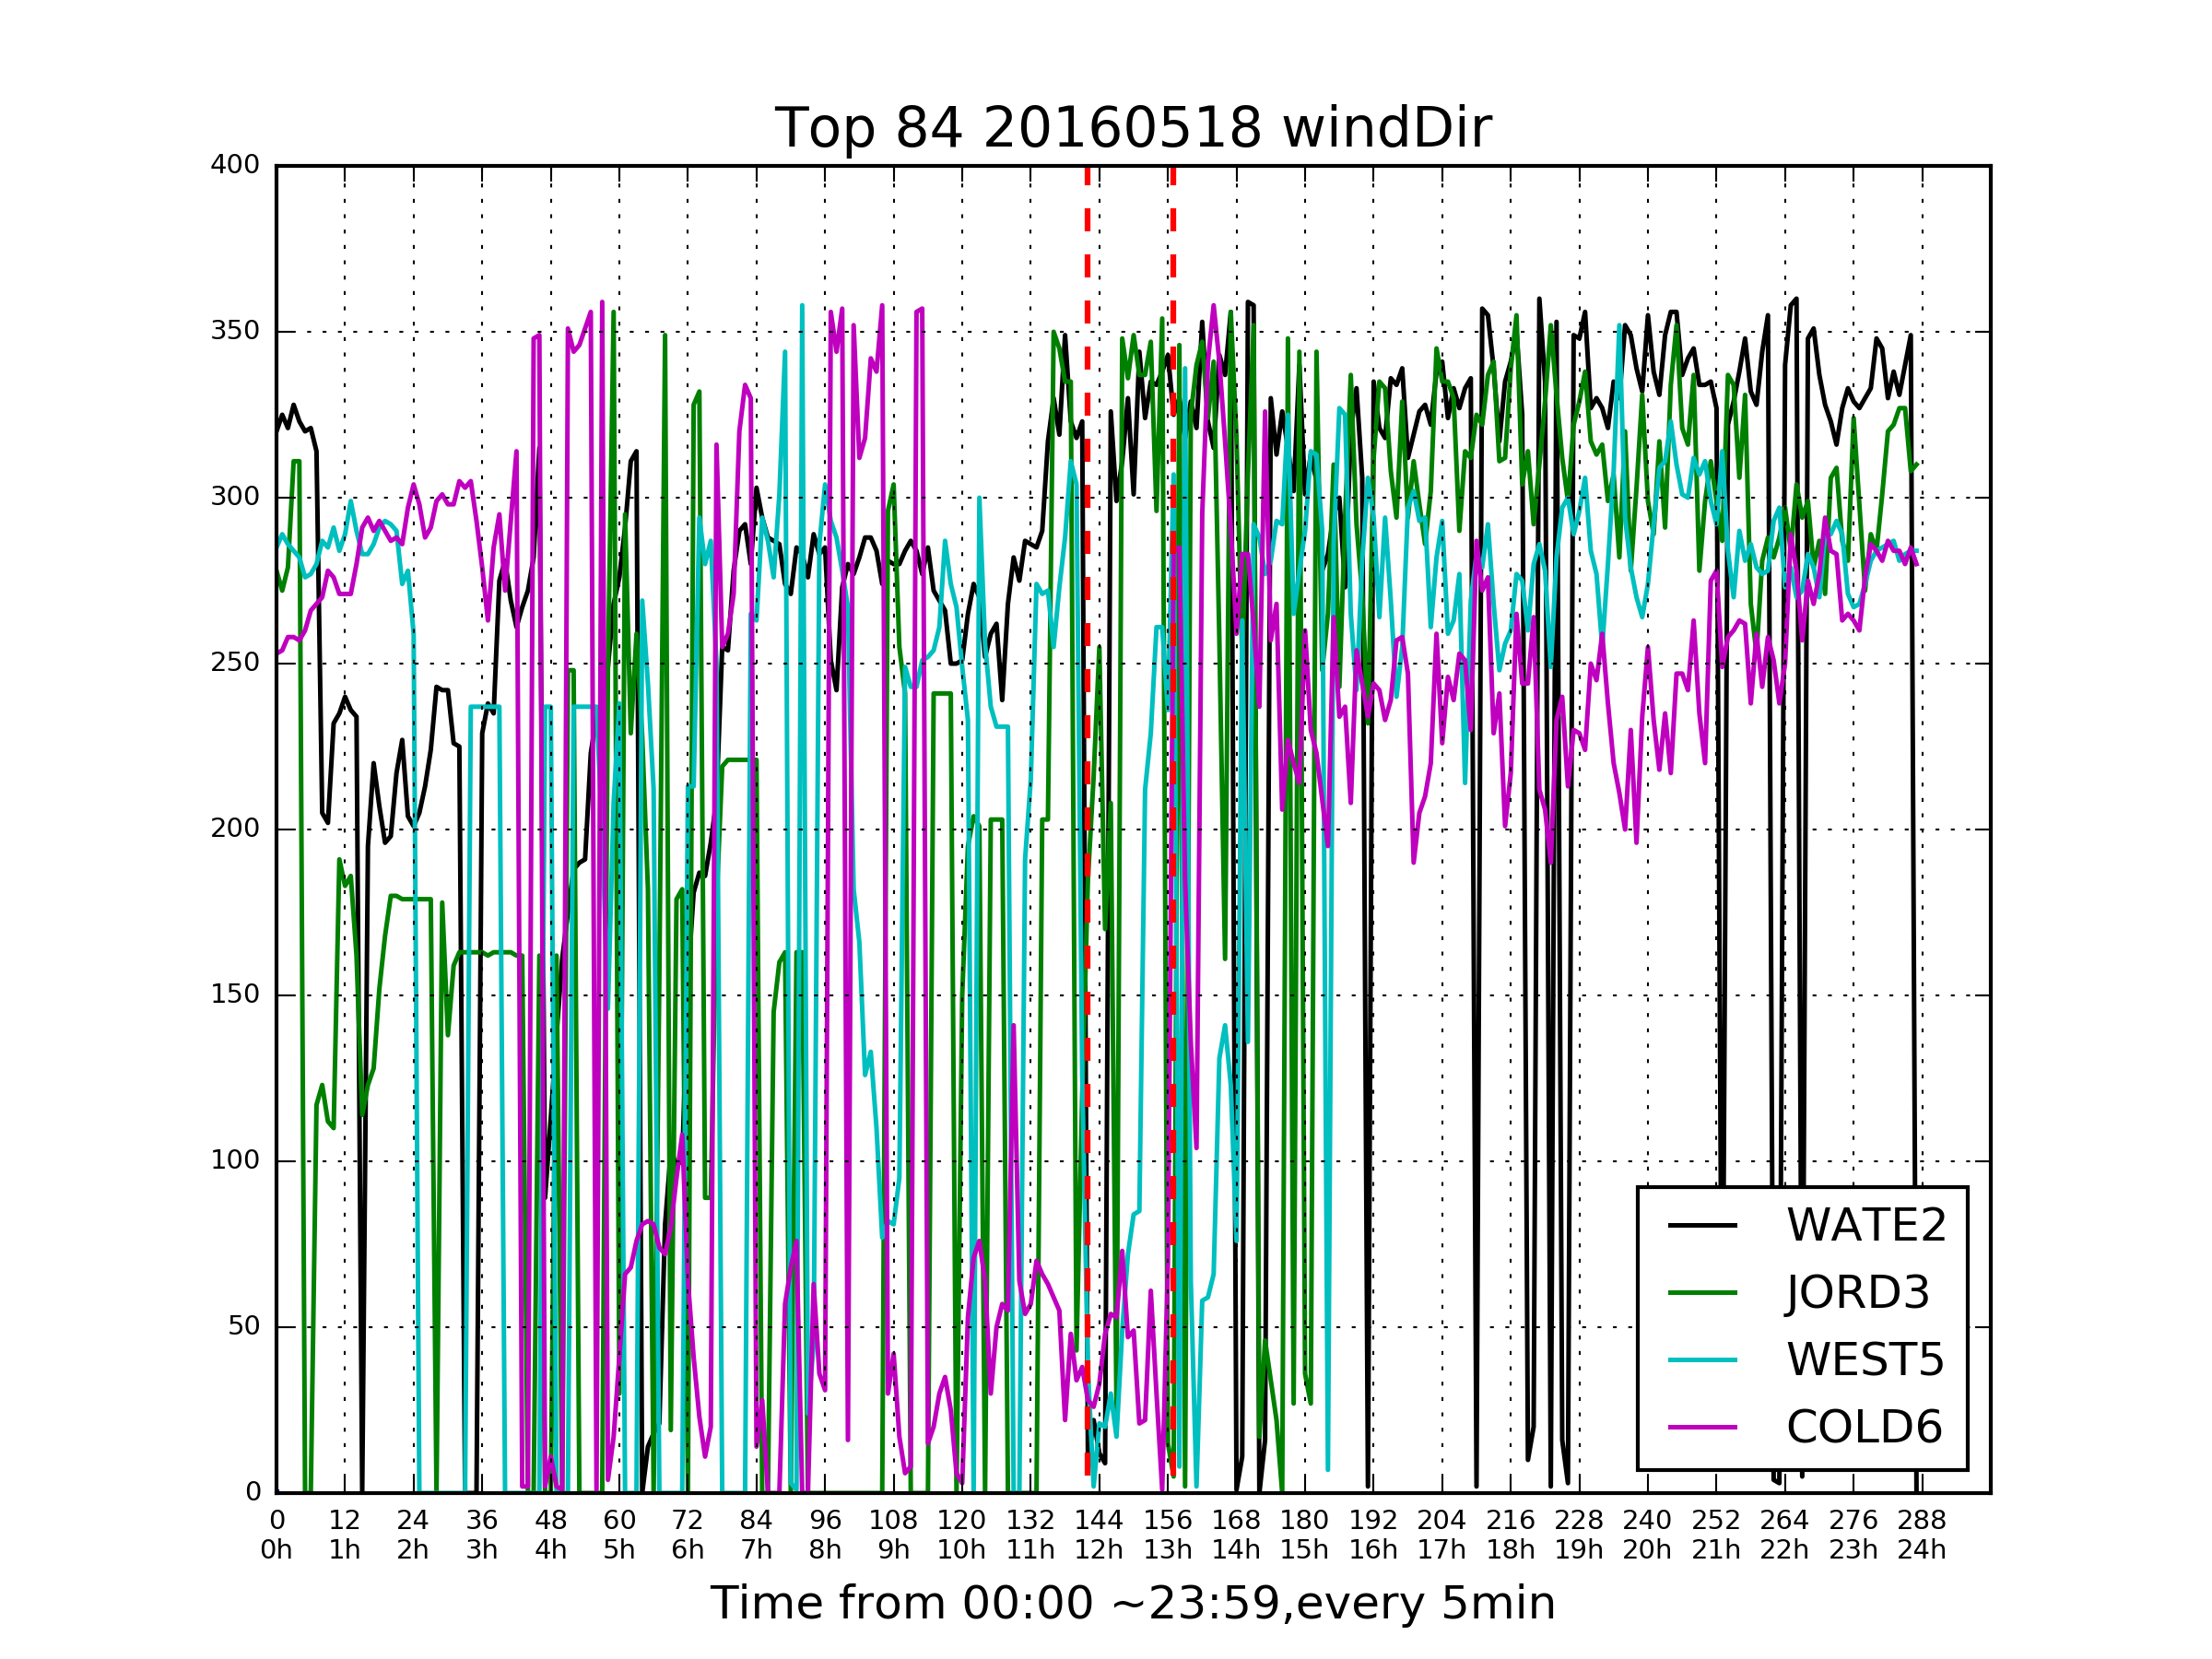 Top 84 20160518 windDir
400
350
300
250
200
150
100
50
0
0 12 24 36 48 60 72 84 96 108 120 132 144 156 168 180 192 204 216 228 240 252 264 276 288
0h 1h 2h 3h 4h 5h 6h 7h 8h 9h 10h 11h 12h 13h 14h 15h 16h 17h 18h 19h 20h 21h 22h 23h 24h
Time from 00:00 ~23:59,every 5min
WATE2
JORD3
WEST5
COLD6